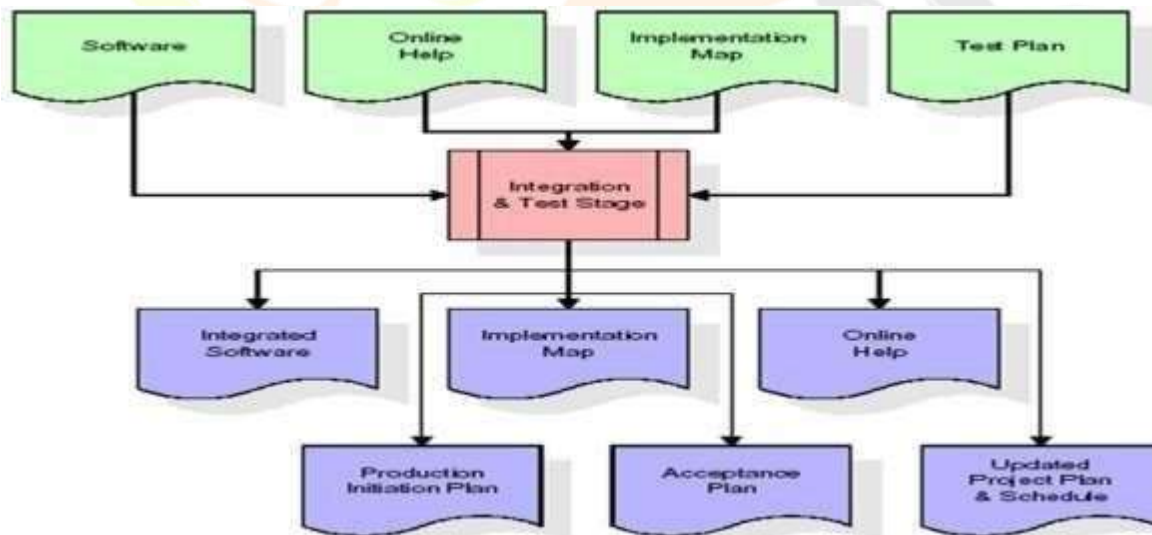 Software
Online
Help
Implementation
Map
Test Plan
Integration
& Test Stage
Integrated
Software
Implementation
Map
Online
Help
Production
Initiation Plan
Acceptance
Plan
Updated
Project Plan
& Schedule